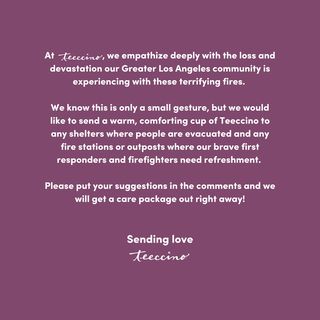 At teeccino, we empathize deeply with the loss and
devastation our Greater Los Angeles community is
experiencing with these terrifying fires.
We know this is only a small gesture, but we would
like to send a warm, comforting cup of Teeccino to
any shelters where people are evacuated and any
fire stations or outposts where our brave first
responders and firefighters need refreshment.
Please put your suggestions in the comments and we
will get a care package out right away!
Sending love
teeccino